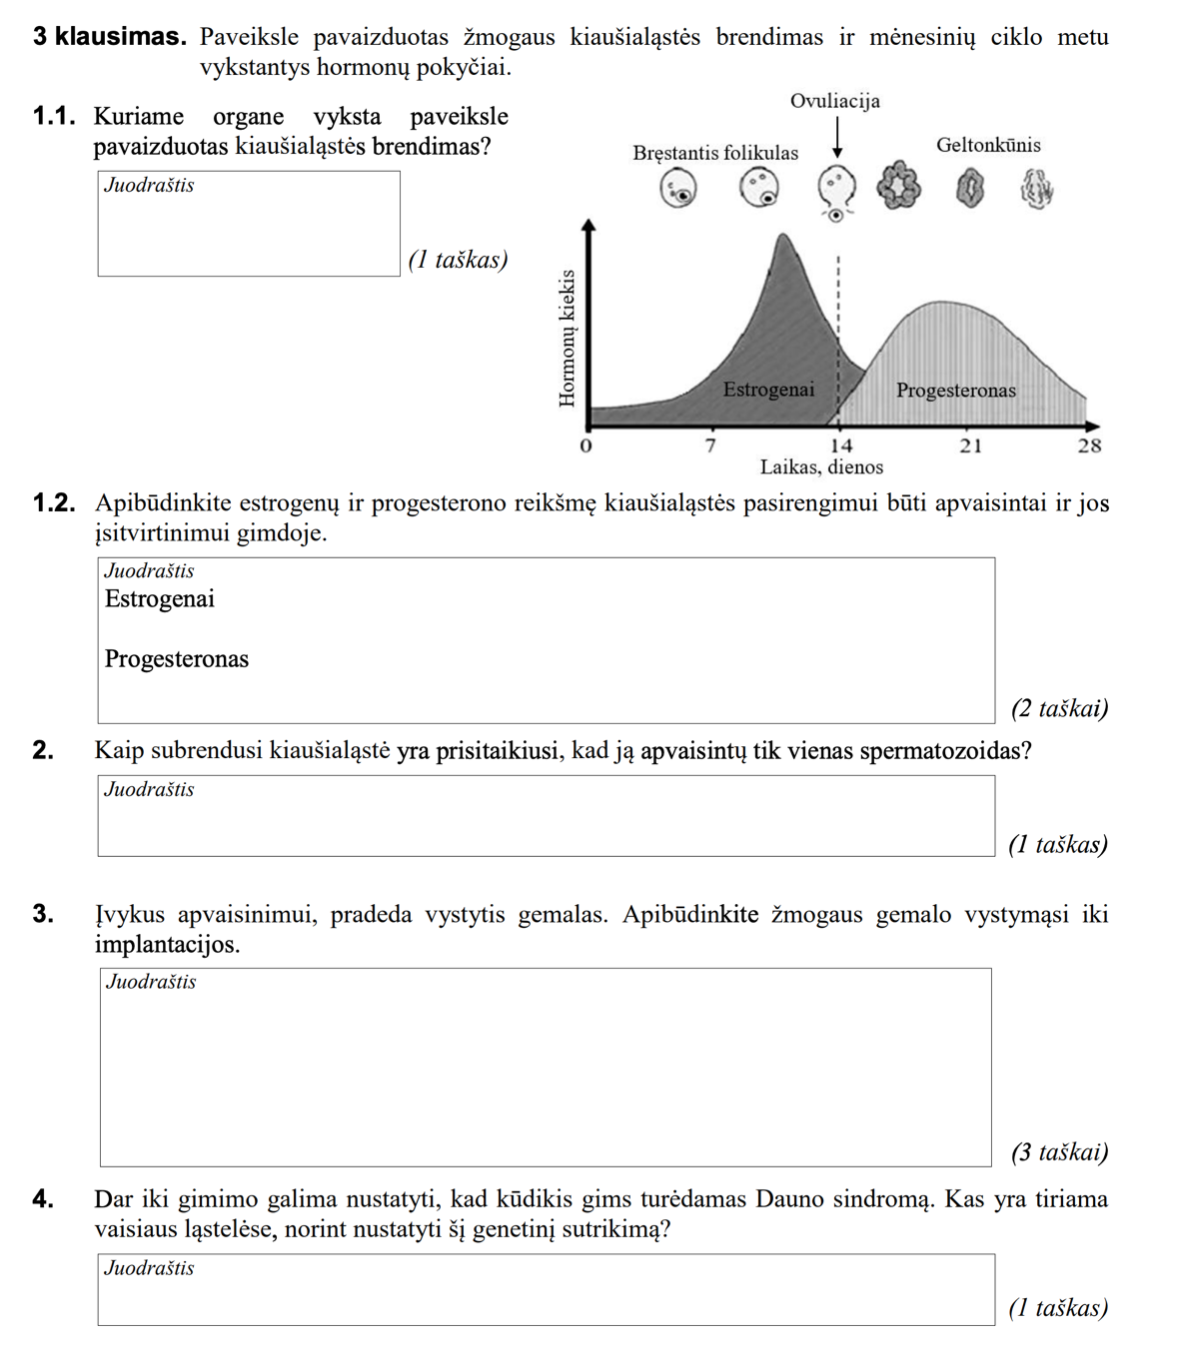 3 klausimas. Paveiksle pavaizduotas žmogaus kiaušialąstės brendimas ir mėnesinių ciklo metu
vykstantys hormonų pokyčiai.
1.1. Kuriame organe vyksta paveiksle
pavaizduotas kiaušialąstės brendimas?
Juodraštis
(1 taškas)
Ovuliacija
Bręstantis folikulas
Geltonkūnis
Hormonų kiekis
Estrogenai
Progesteronas
0 7 14 21 28
Laikas, dienos
1.2. Apibūdinkite estrogenų ir progesterono reikšmę kiaušialąstės pasirengimui būti apvaisintai ir jos
įsitvirtinimui gimdoje.
Juodraštis
Estrogenai
Progesteronas
(2 taškai)
2. Kaip subrendusi kiaušialąstė yra prisitaikiusi, kad ją apvaisintų tik vienas spermatozoidas?
Juodraštis
(1 taškas)
3. Įvykus apvaisinimui, pradeda vystytis gemalas. Apibūdinkite žmogaus gemalo vystymąsi iki
implantacijos.
Juodraštis
(3 taškai)
4. Dar iki gimimo galima nustatyti, kad kūdikis gims turėdamas Dauno sindromą. Kas yra tiriama
vaisiaus ląstelėse, norint nustatyti šį genetinį sutrikimą?
Juodraštis
(1 taškas)